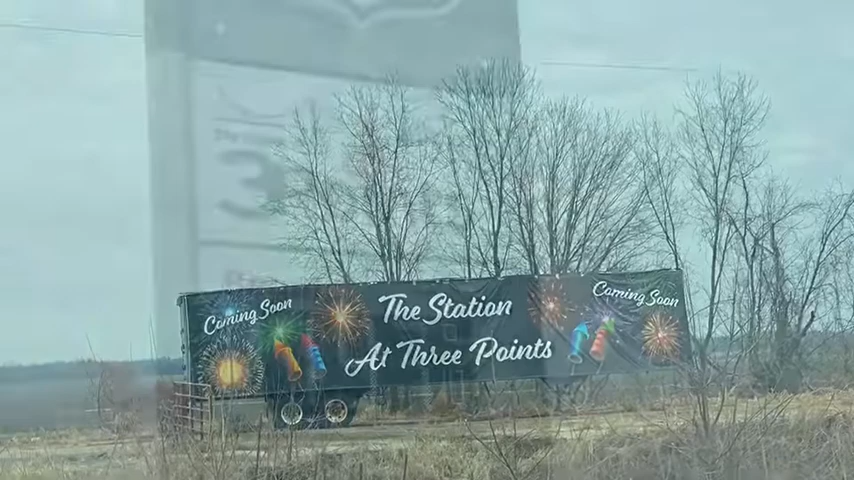 Coming Soon
The Station
At Three Points
Coming Soon